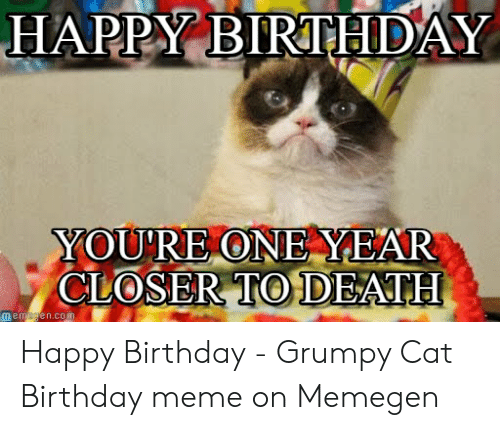 HAPPY BIRTHDAY
YOU'RE ONE YEAR
CLOSER TO DEATH
memegen.com
Happy Birthday - Grumpy Cat
Birthday meme on Memegen